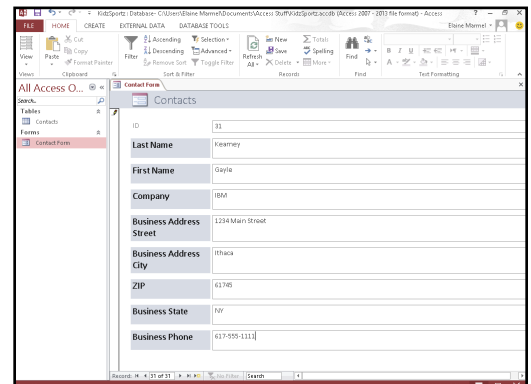 KidzSportz : Database- C:\Users\Elaine Marmel\Documents\Access Stuff\KidzSportz.accdb (Access 2007 - 2013 file format) - Access
FILE HOME CREATE EXTERNAL DATA DATABASE TOOLS Elaine Marmel
View Paste Cut Copy Format Painter Filter Ascending Descending Remove Sort Selection Advanced Toggle Filter Refresh All New Save Delete Totals Spelling More Find B I U A
Views Clipboard Sort & Filter Records Find Text Formatting
All Access O...
Search...
Tables
Contacts
Forms
Contact Form
Contact Form
Contacts
ID 31
Last Name Kearney
First Name Gayle
Company IBM
Business Address Street 1234 Main Street
Business Address City Ithaca
ZIP 61745
Business State NY
Business Phone 617-555-1111
Record: 31 of 31 No Filter Search